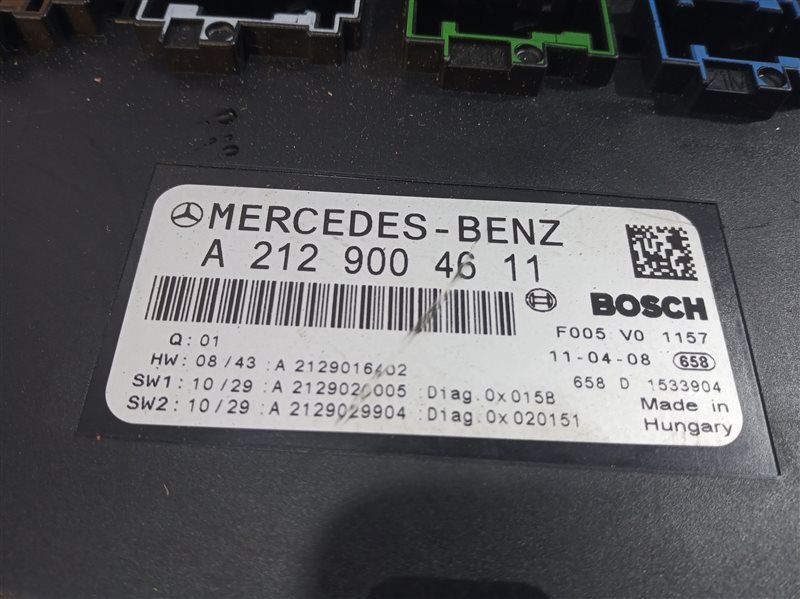 MERCEDES-BENZ
A 212 900 46 11
BOSCH
F005 V0 1157
Q: 01
11-04-08 658
HW: 08/43: A 2129016402
658 D 1533904
SW1: 10/29: A 2129026005 :Diag.0x015B
Made in
SW2: 10/29: A 2129029904 :Diag.0x020151
Hungary